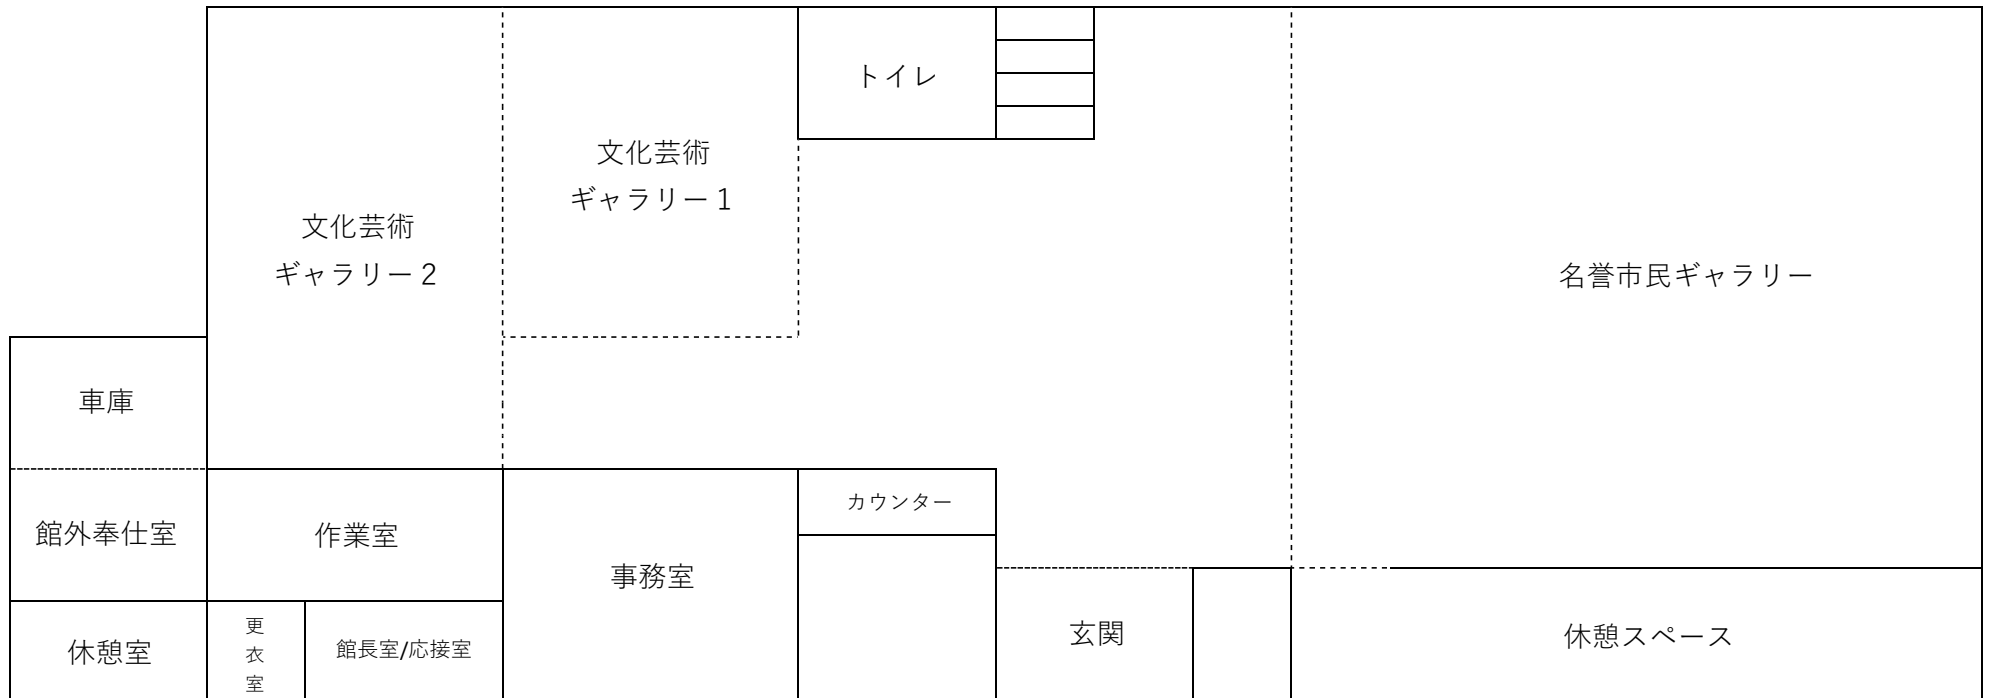 トイレ
文化芸術
ギャラリー１
文化芸術
ギャラリー２
名誉市民ギャラリー
車庫
カウンター
館外奉仕室
作業室
事務室
玄関
休憩スペース
休憩室
更衣室
館長室/応接室